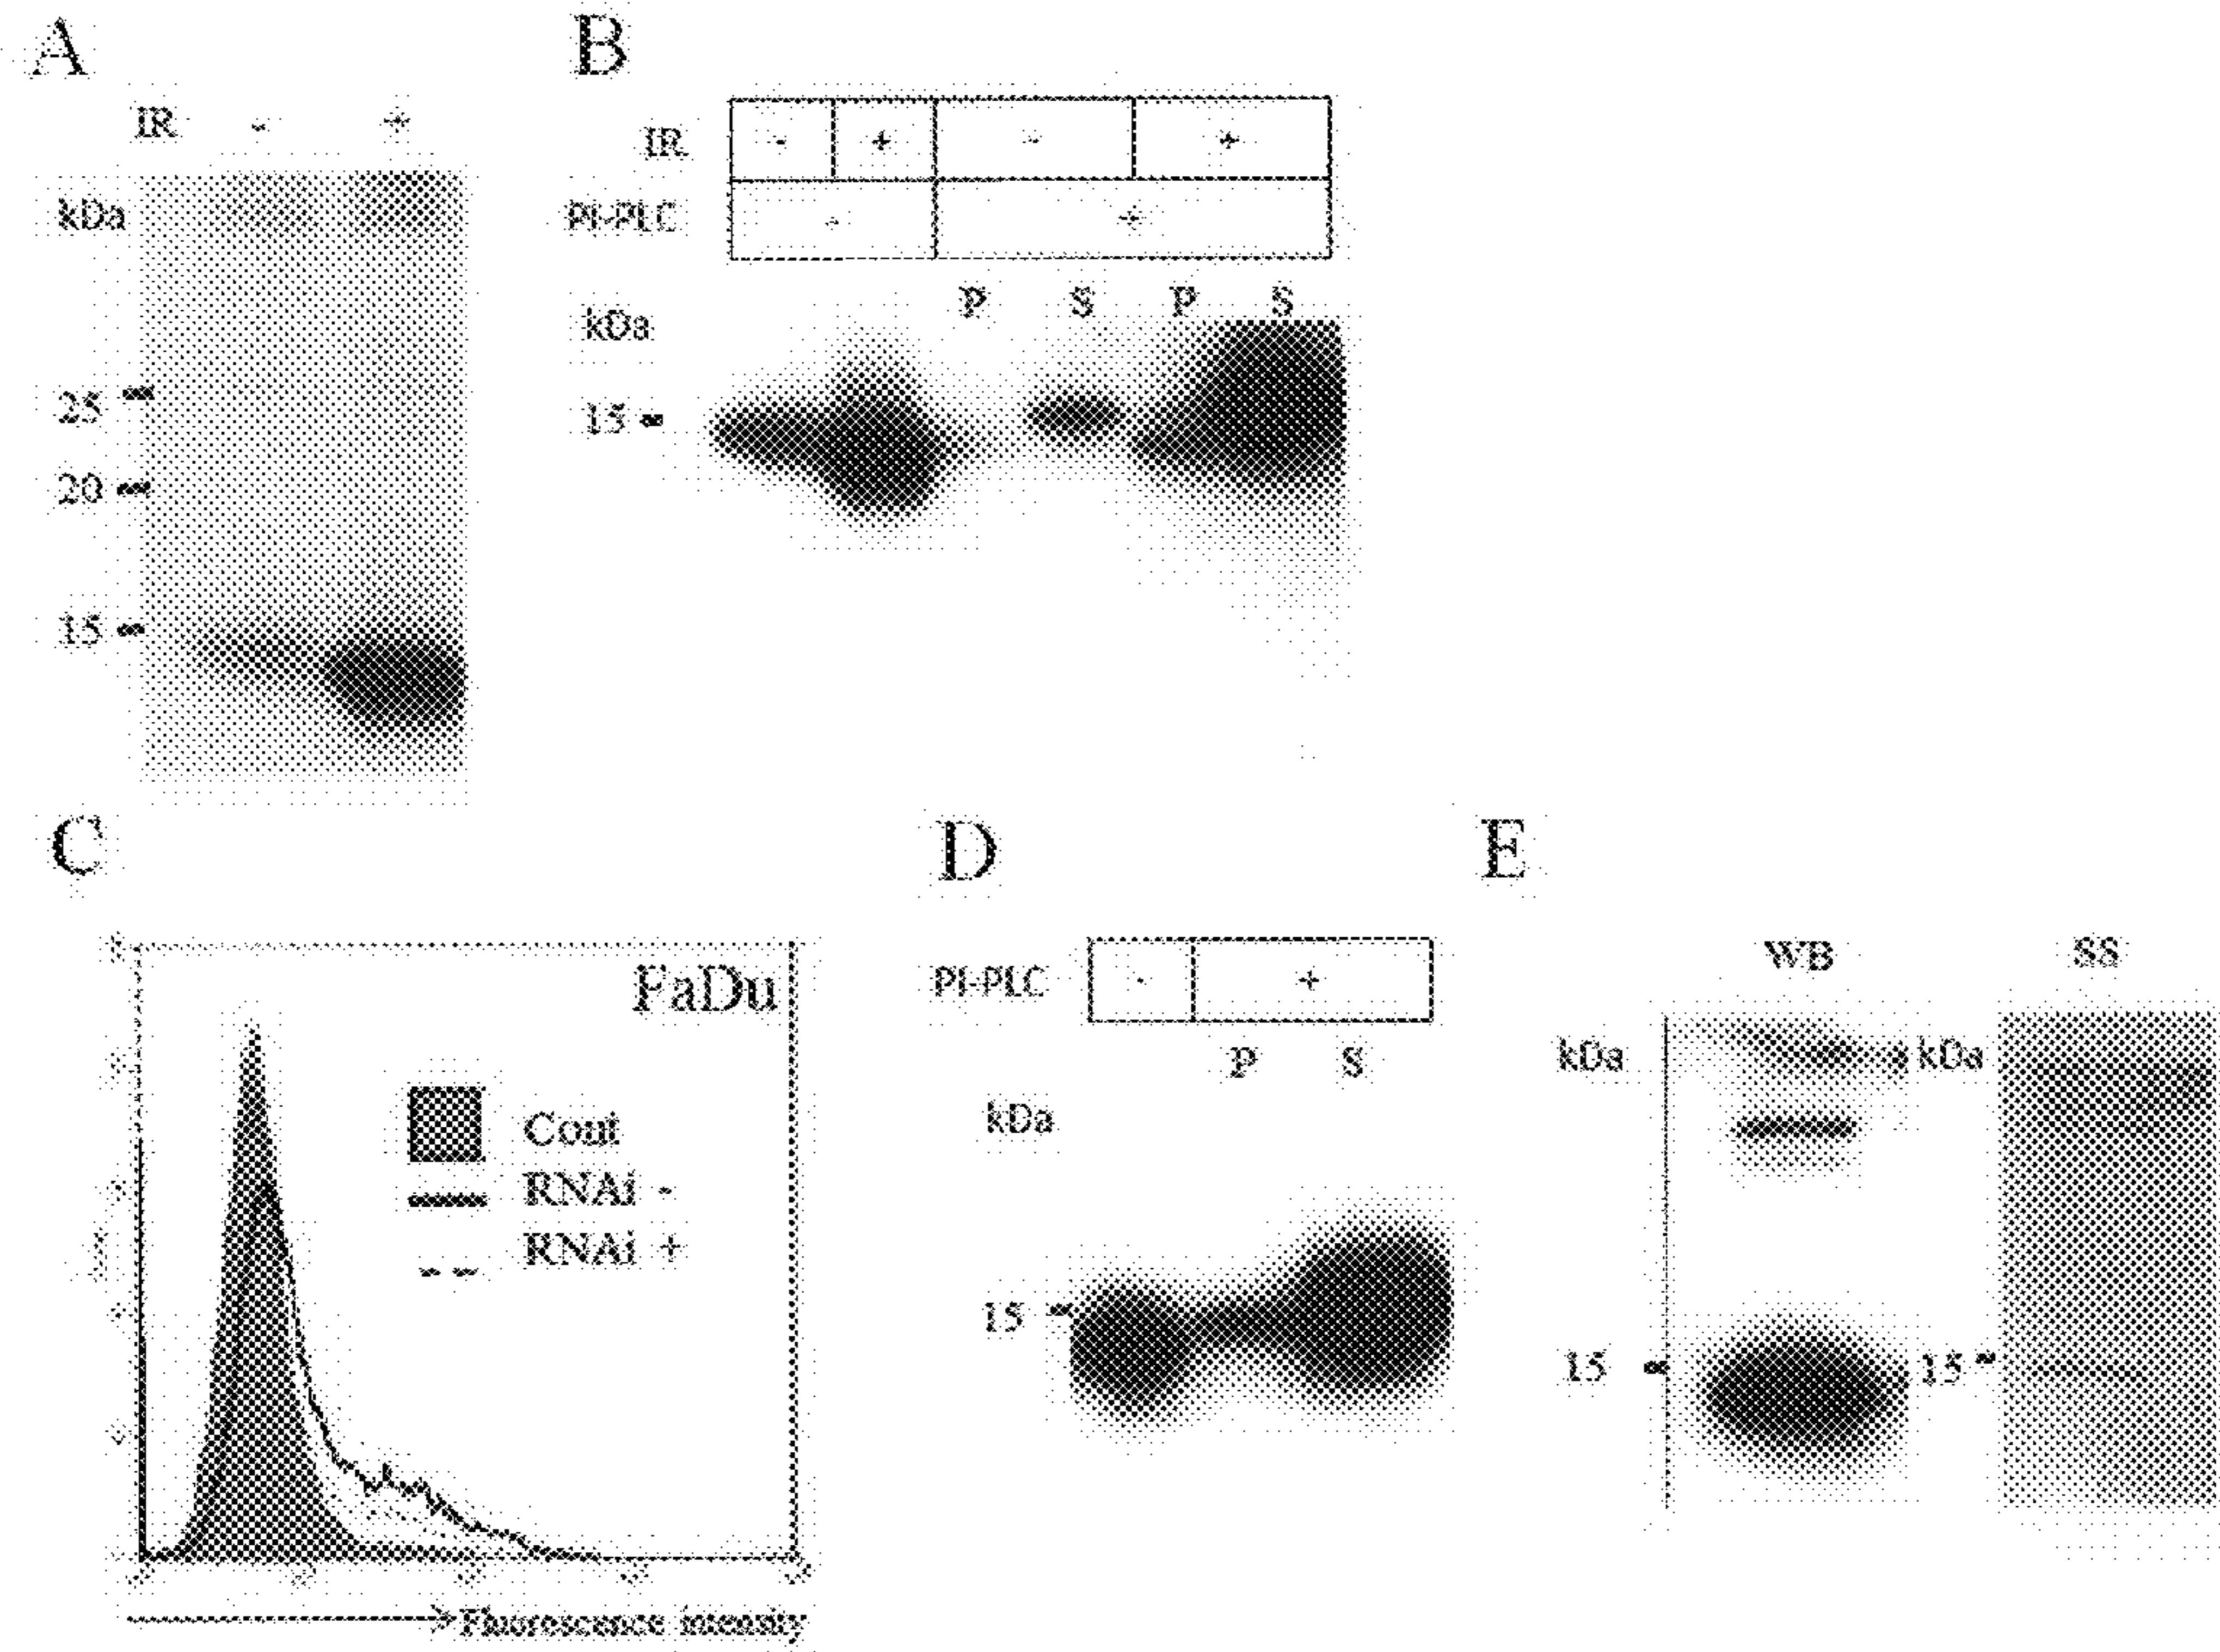 A
IR - +
kDa
25
20
15
B
IR - + - +
PI-PLC - +
P S P S
kDa
15
C
FaDu
Cont
RNAi -
RNAi +
Fluorescence intensity
D
PI-PLC - +
P S
kDa
15
E
WB SS
kDa kDa
15 15